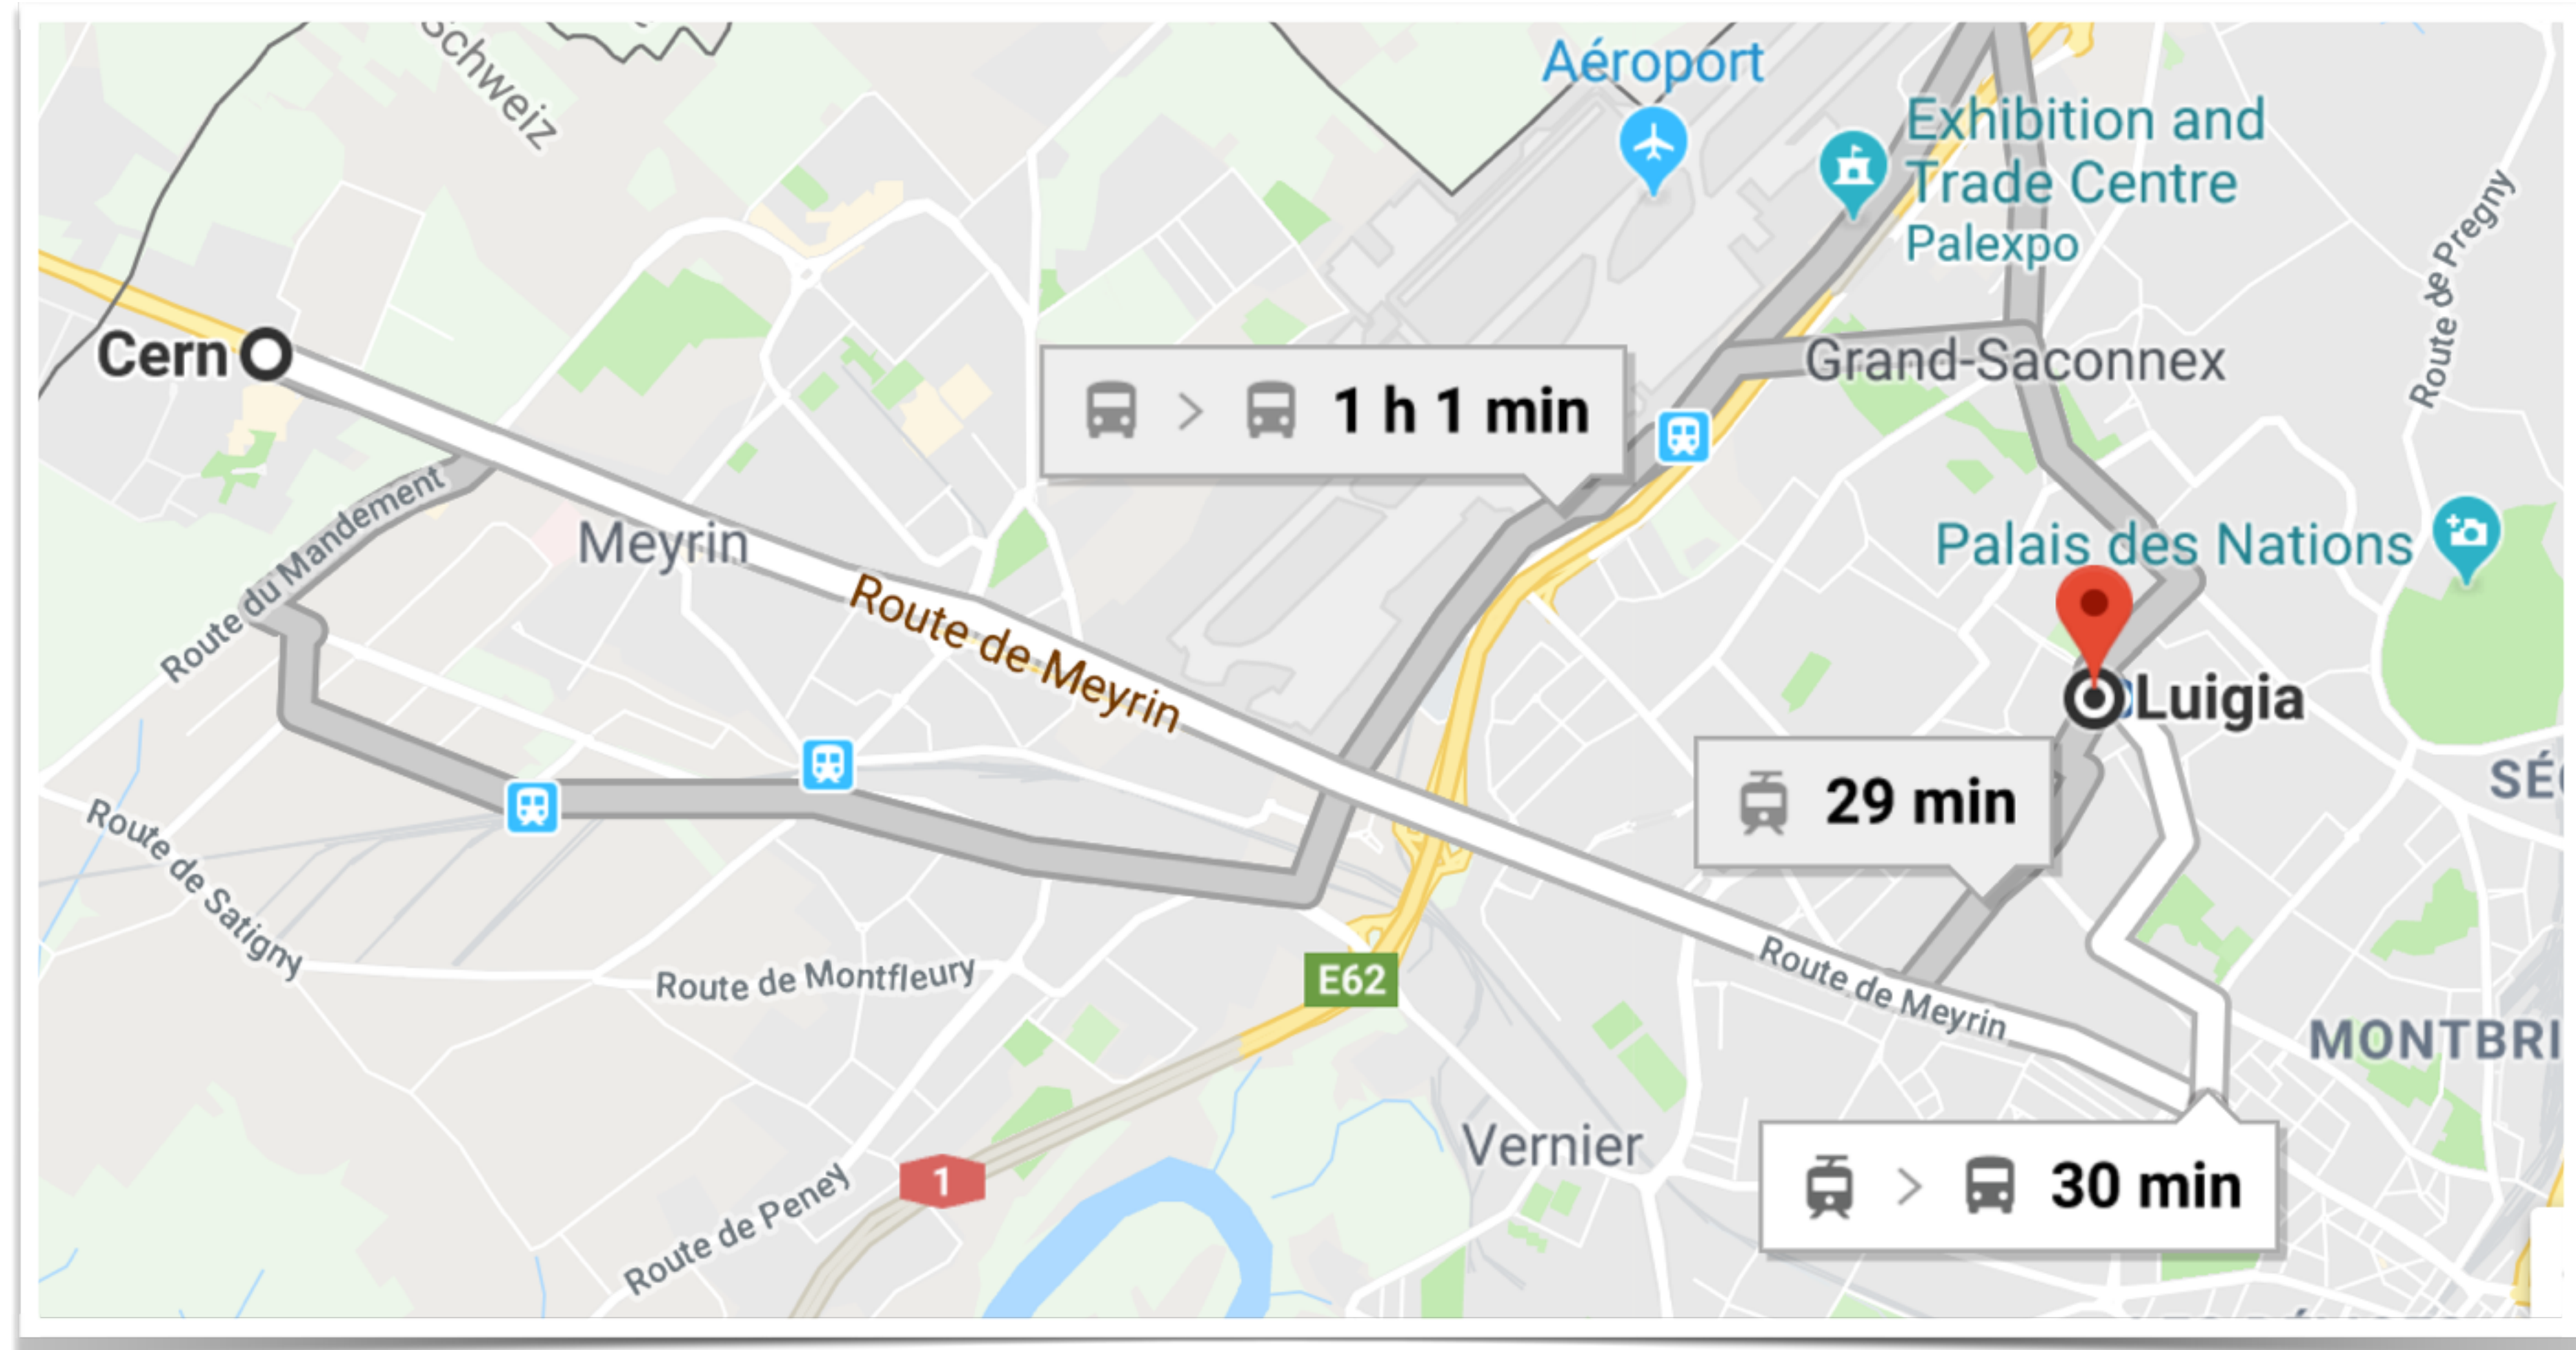 Schweiz
Aéroport
Exhibition and
Trade Centre
Palexpo
Route de Pregny
Cern
1 h 1 min
Grand-Saconnex
Route du Mandement
Meyrin
Palais des Nations
Route de Meyrin
Luigia
29 min
Route de Satigny
Route de Montfleury
E62
Route de Meyrin
MONTBRI
Vernier
1
30 min
Route de Peney